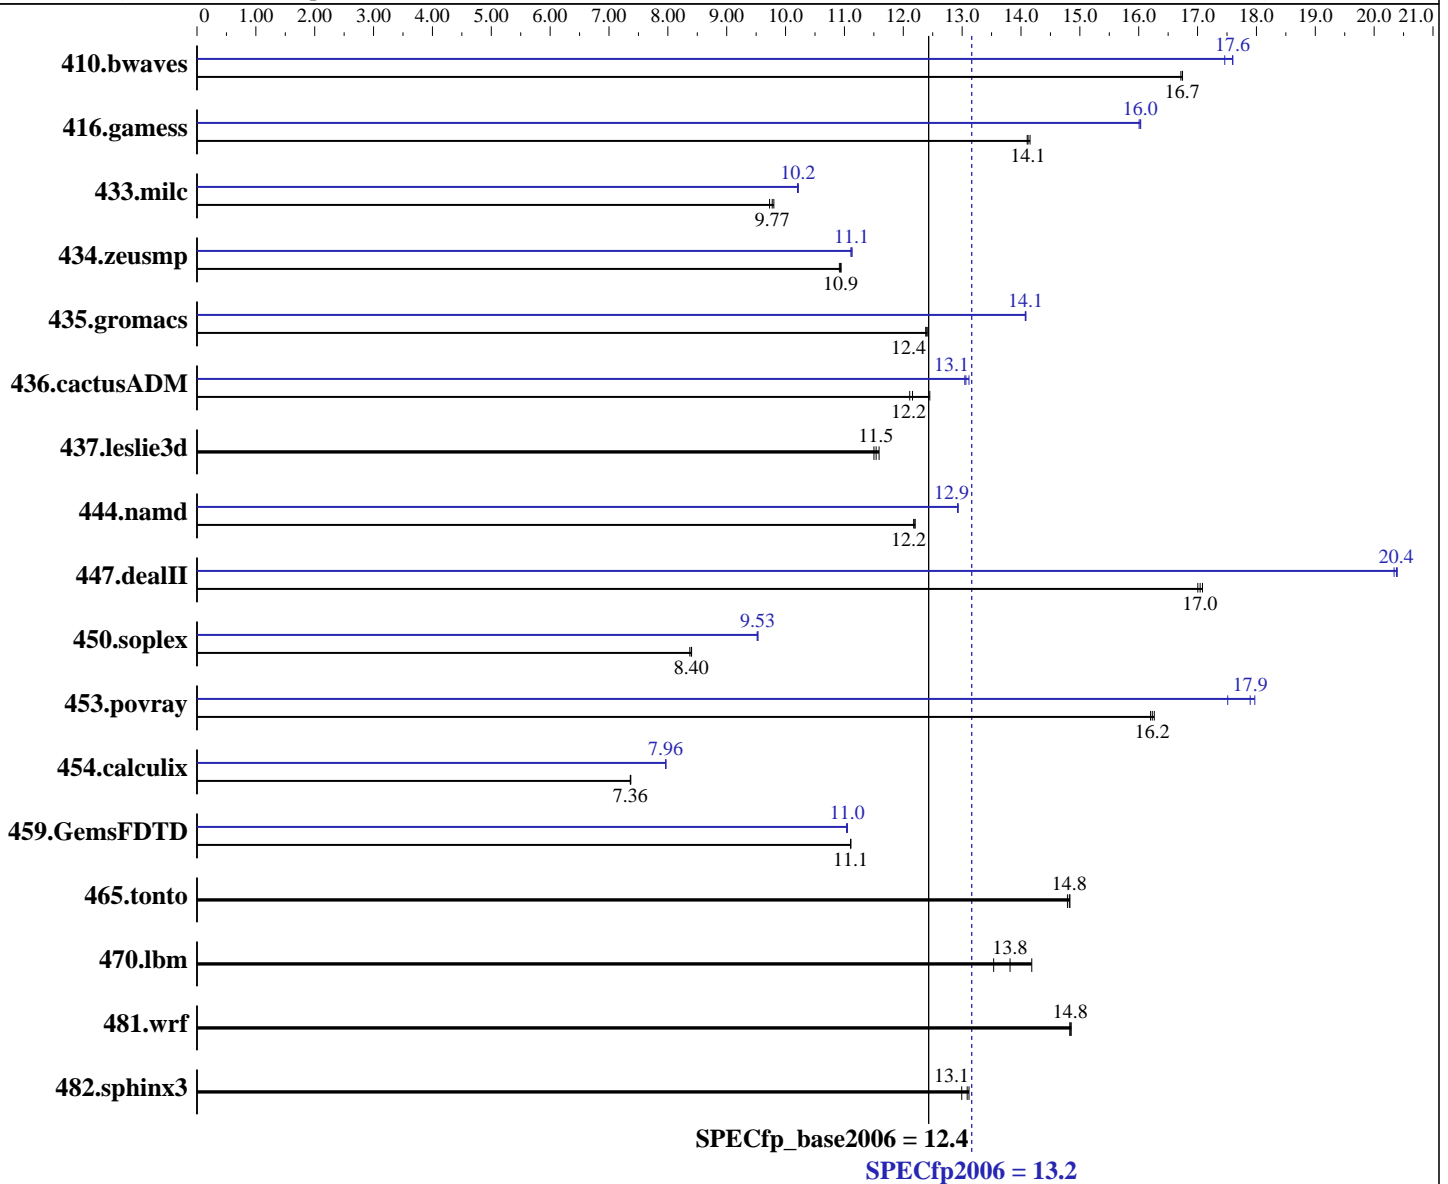 0 1.00 2.00 3.00 4.00 5.00 6.00 7.00 8.00 9.00 10.0 11.0 12.0 13.0 14.0 15.0 16.0 17.0 18.0 19.0 20.0 21.0
410.bwaves 17.6
16.7
416.gamess 16.0
14.1
433.milc 10.2
9.77
434.zeusmp 11.1
10.9
435.gromacs 14.1
12.4
436.cactusADM 13.1
12.2
437.leslie3d 11.5
444.namd 12.9
12.2
447.dealII 20.4
17.0
450.soplex 9.53
8.40
453.povray 17.9
16.2
454.calculix 7.96
7.36
459.GemsFDTD 11.0
11.1
465.tonto 14.8
470.lbm 13.8
481.wrf 14.8
482.sphinx3 13.1
SPECfp_base2006 = 12.4
SPECfp2006 = 13.2